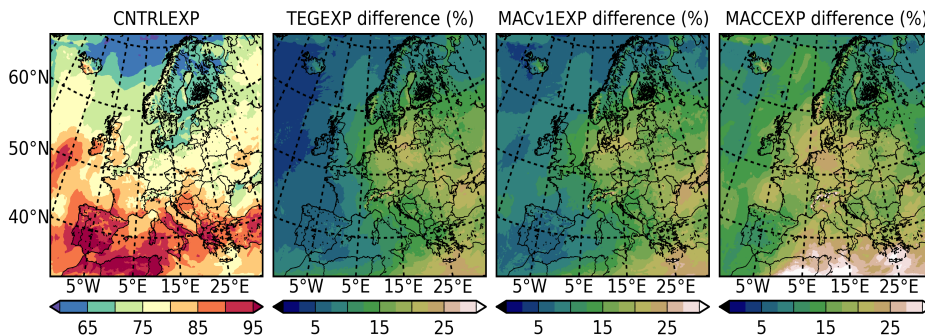 CNTRLEXP TEGEXP difference (%) MACv1EXP difference (%) MACCEXP difference (%)
60°N
50°N
40°N
5°W 5°E 15°E 25°E 5°W 5°E 15°E 25°E 5°W 5°E 15°E 25°E 5°W 5°E 15°E 25°E
65 75 85 95 5 15 25 5 15 25 5 15 25